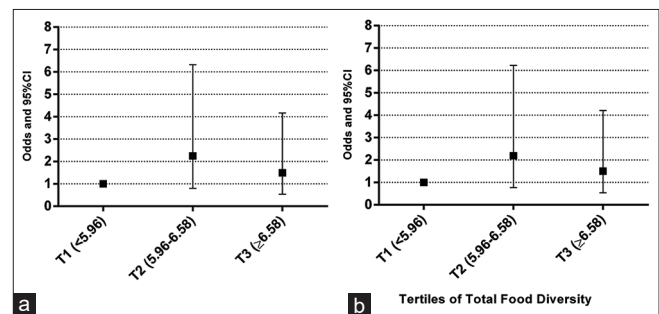 Odds and 95%CI
8
7
6
5
4
3
2
1
0
T1 (<5.96)
T2 (5.96-6.58)
T3 (≥6.58)
a
Odds and 95%CI
8
7
6
5
4
3
2
1
0
T1 (<5.96)
T2 (5.96-6.58)
T3 (≥6.58)
b
Tertiles of Total Food Diversity